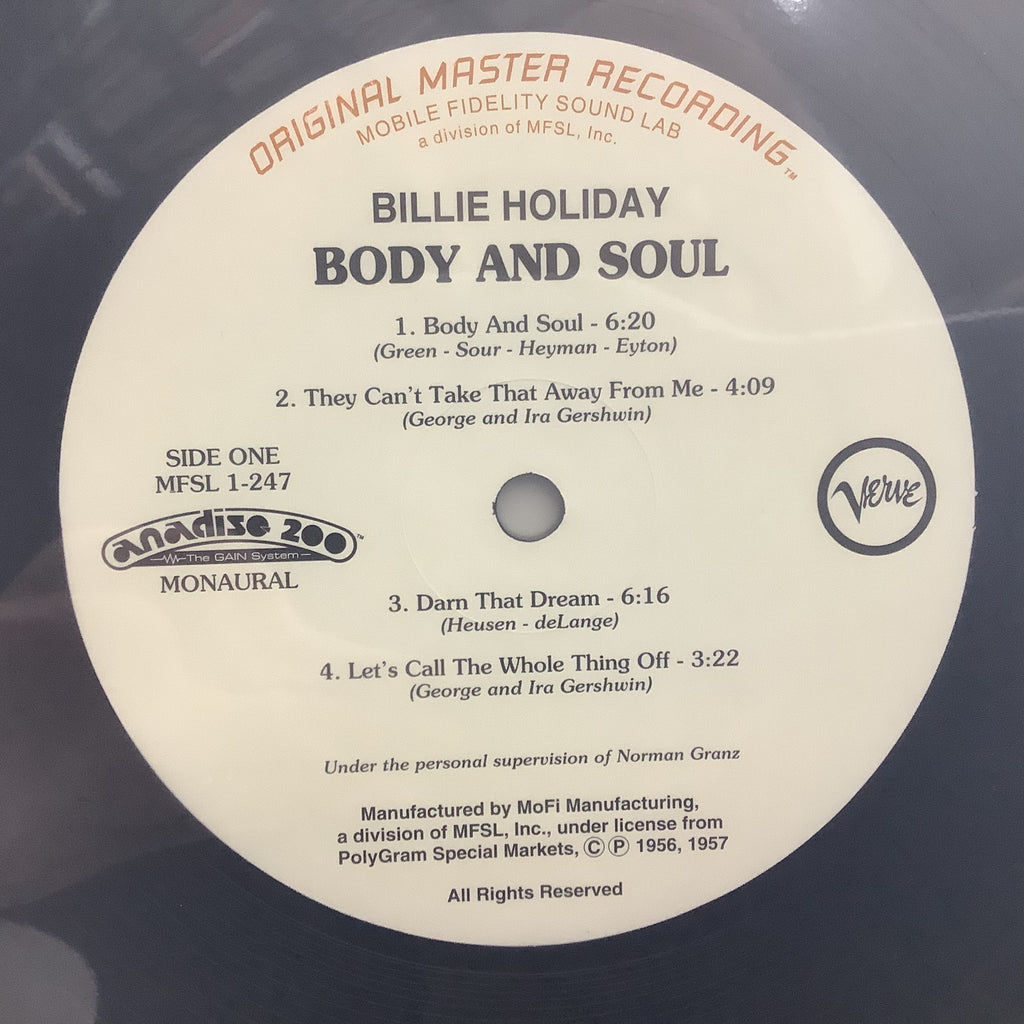 ORIGINAL MASTER RECORDING™
MOBILE FIDELITY SOUND LAB
a division of MFSL, Inc.
BILLIE HOLIDAY
BODY AND SOUL
1. Body And Soul - 6:20
(Green - Sour - Heyman - Eyton)
2. They Can't Take That Away From Me - 4:09
(George and Ira Gershwin)
SIDE ONE
MFSL 1-247
anadisc 200™
The GAIN System
MONAURAL
VERVE
3. Darn That Dream - 6:16
(Heusen - deLange)
4. Let's Call The Whole Thing Off - 3:22
(George and Ira Gershwin)
Under the personal supervision of Norman Granz
Manufactured by MoFi Manufacturing,
a division of MFSL, Inc., under license from
PolyGram Special Markets, Ⓒ Ⓟ 1956, 1957
All Rights Reserved